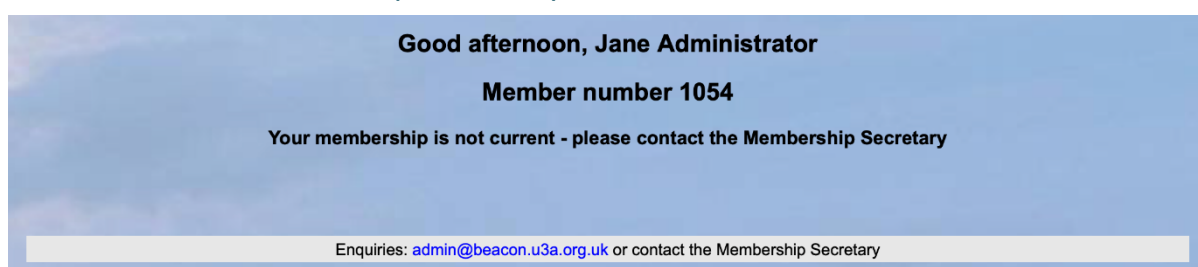 Good afternoon, Jane Administrator
Member number 1054
Your membership is not current - please contact the Membership Secretary
Enquiries: admin@beacon.u3a.org.uk or contact the Membership Secretary